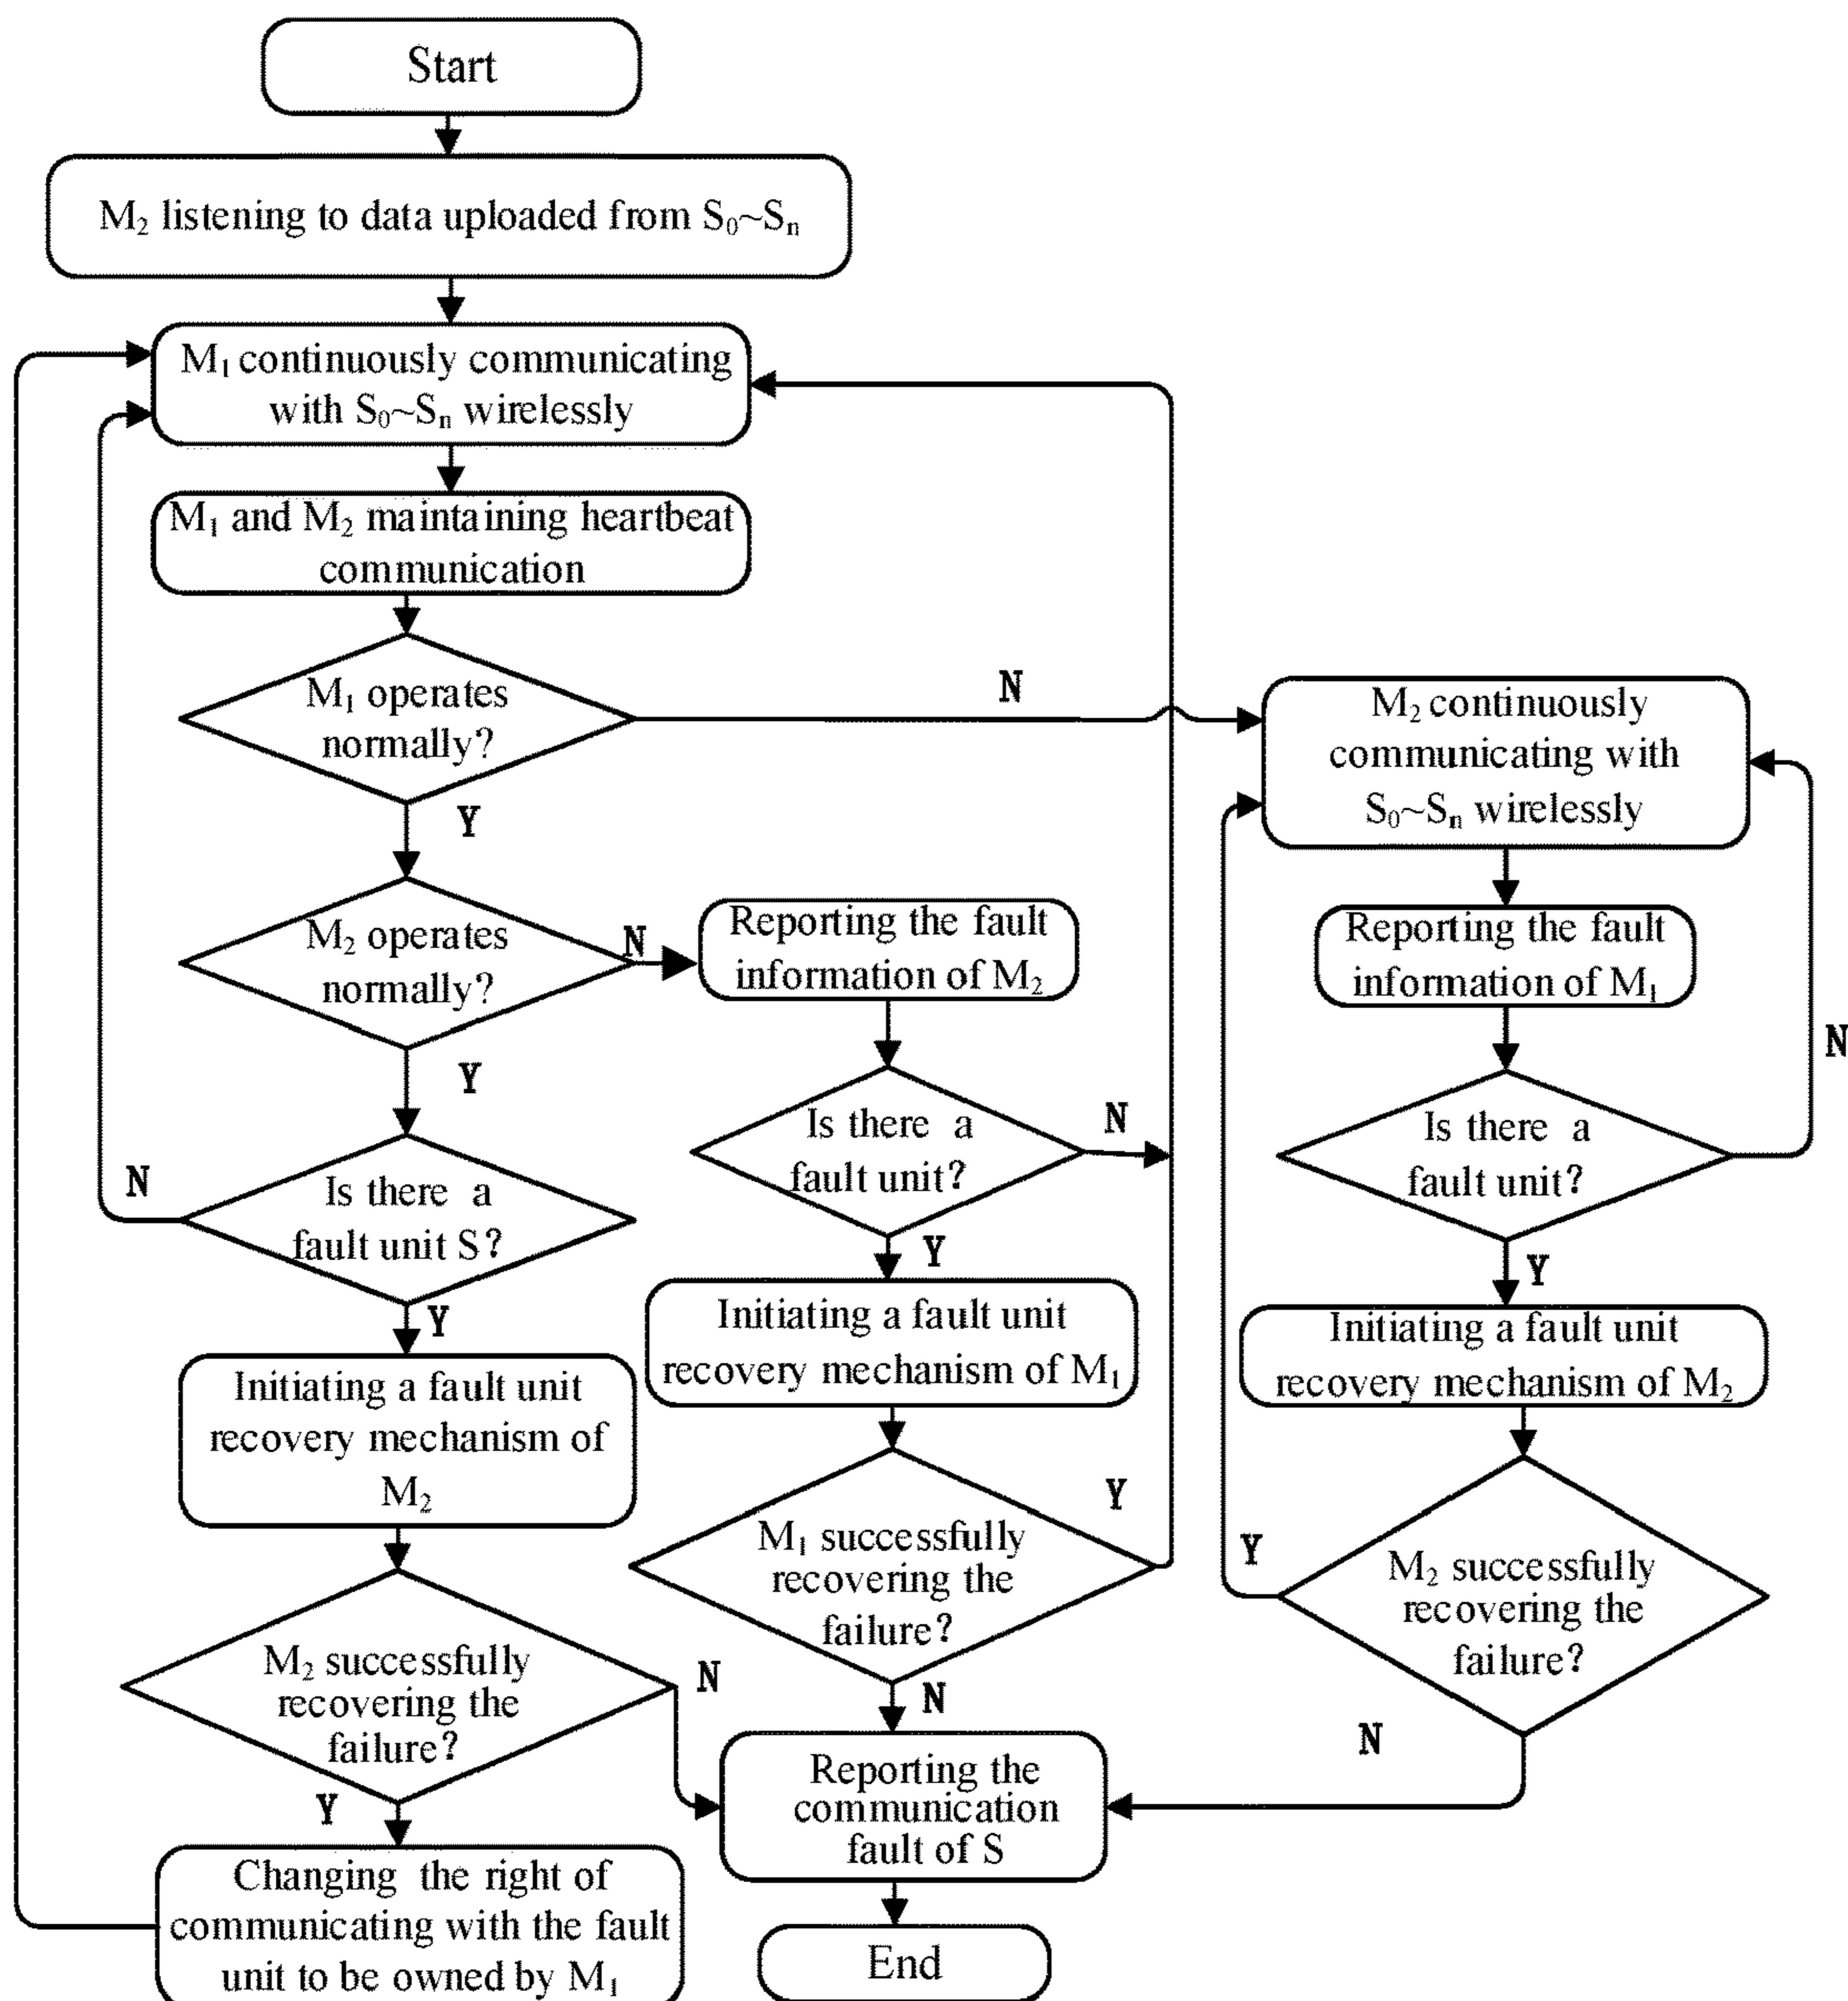 Start
M₂ listening to data uploaded from S₀~Sₙ
M₁ continuously communicating
with S₀~Sₙ wirelessly
M₁ and M₂ maintaining heartbeat
communication
M₁ operates
normally?
N
Y
M₂ continuously
communicating with
S₀~Sₙ wirelessly
M₂ operates
normally?
N
Y
Reporting the fault
information of M₂
Reporting the fault
information of M₁
Is there a
fault unit S?
N
Y
Is there a
fault unit?
N
Y
Is there a
fault unit?
N
Y
Initiating a fault unit
recovery mechanism of
M₂
Initiating a fault unit
recovery mechanism of M₁
Initiating a fault unit
recovery mechanism of M₂
M₂ successfully
recovering the
failure?
N
Y
M₁ successfully
recovering the
failure?
Y
N
M₂ successfully
recovering the
failure?
Y
N
Changing the right of
communicating with the fault
unit to be owned by M₁
Reporting the
communication
fault of S
End